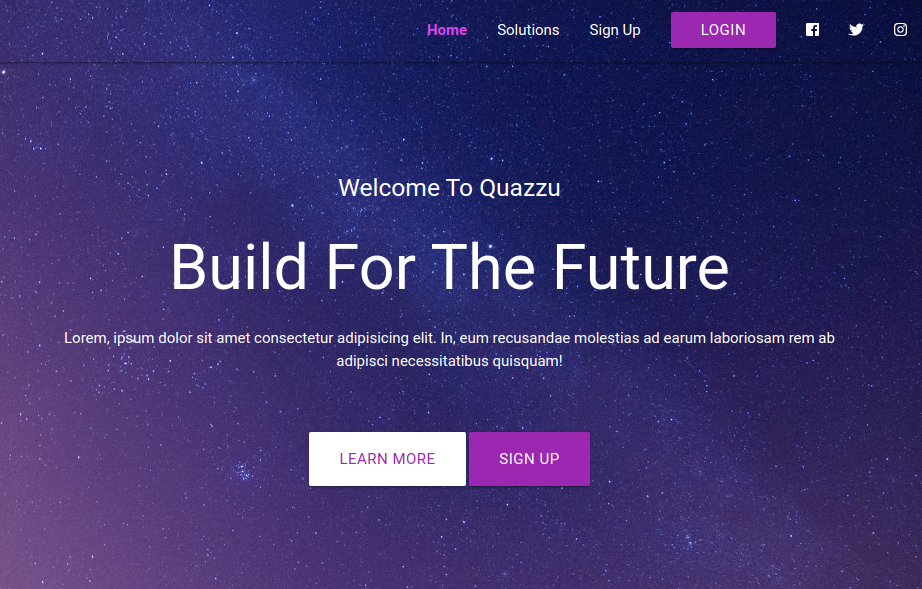 Home Solutions Sign Up LOGIN
Welcome To Quazzu
Build For The Future
Lorem, ipsum dolor sit amet consectetur adipisicing elit. In, eum recusandae molestias ad earum laboriosam rem ab
adipisci necessitatibus quisquam!
LEARN MORE SIGN UP